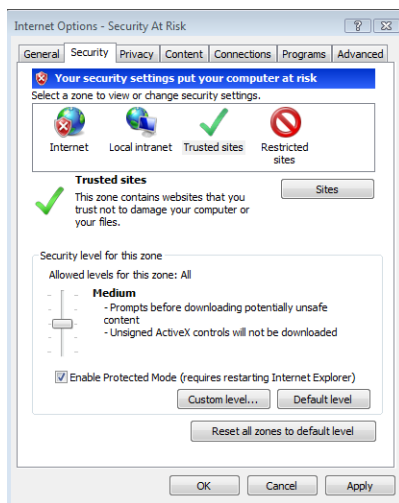 Internet Options - Security At Risk
General Security Privacy Content Connections Programs Advanced
Your security settings put your computer at risk
Select a zone to view or change security settings.
Internet Local intranet Trusted sites Restricted
sites
Trusted sites
Sites
This zone contains websites that you
trust not to damage your computer or
your files.
Security level for this zone
Allowed levels for this zone: All
Medium
- Prompts before downloading potentially unsafe
content
- Unsigned ActiveX controls will not be downloaded
Enable Protected Mode (requires restarting Internet Explorer)
Custom level... Default level
Reset all zones to default level
OK Cancel Apply